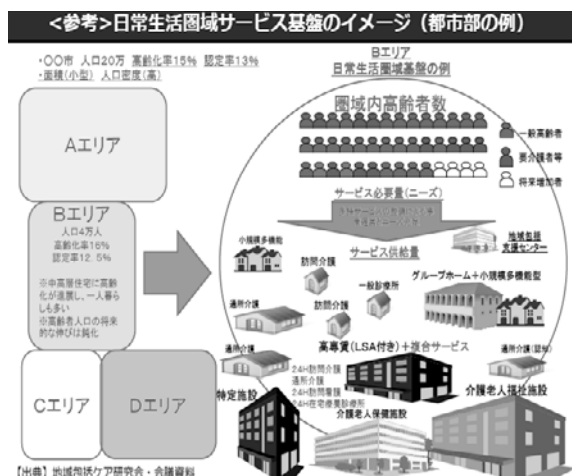 <参考>日常生活圏域サービス基盤のイメージ（都市部の例）
・〇〇市 人口20万 高齢化率15% 認定率13%
・面積(小型) 人口密度(高)
Aエリア
Bエリア
人口4万人
高齢化率16%
認定率12.5%
※中高層住宅に高齢
化が進展し、一人暮ら
しも多い
※高齢者人口の将来
的な伸びは鈍化
Cエリア
Dエリア
【出典】地域包括ケア研究会・会議資料
Bエリア
日常生活圏域基盤の例
圏域内高齢者数
一般高齢者
要介護者等
将来増加者
サービス必要量(ニーズ)
地域包括
支援センター
サービス供給量
小規模多機能
訪問介護
一般診療所
グループホーム+小規模多機能型
通所介護
訪問介護
高専賃(LSA付き)+複合サービス
通所介護
24H訪問介護
通所介護
24H訪問看護
24H在宅療養診療所
通所介護(認知)
特定施設
介護老人保健施設
介護老人福祉施設